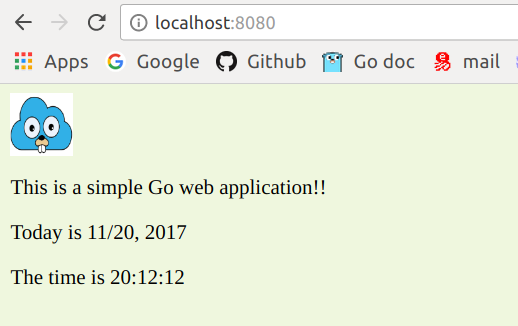 localhost:8080
Apps Google Github Go doc mail
This is a simple Go web application!!
Today is 11/20, 2017
The time is 20:12:12